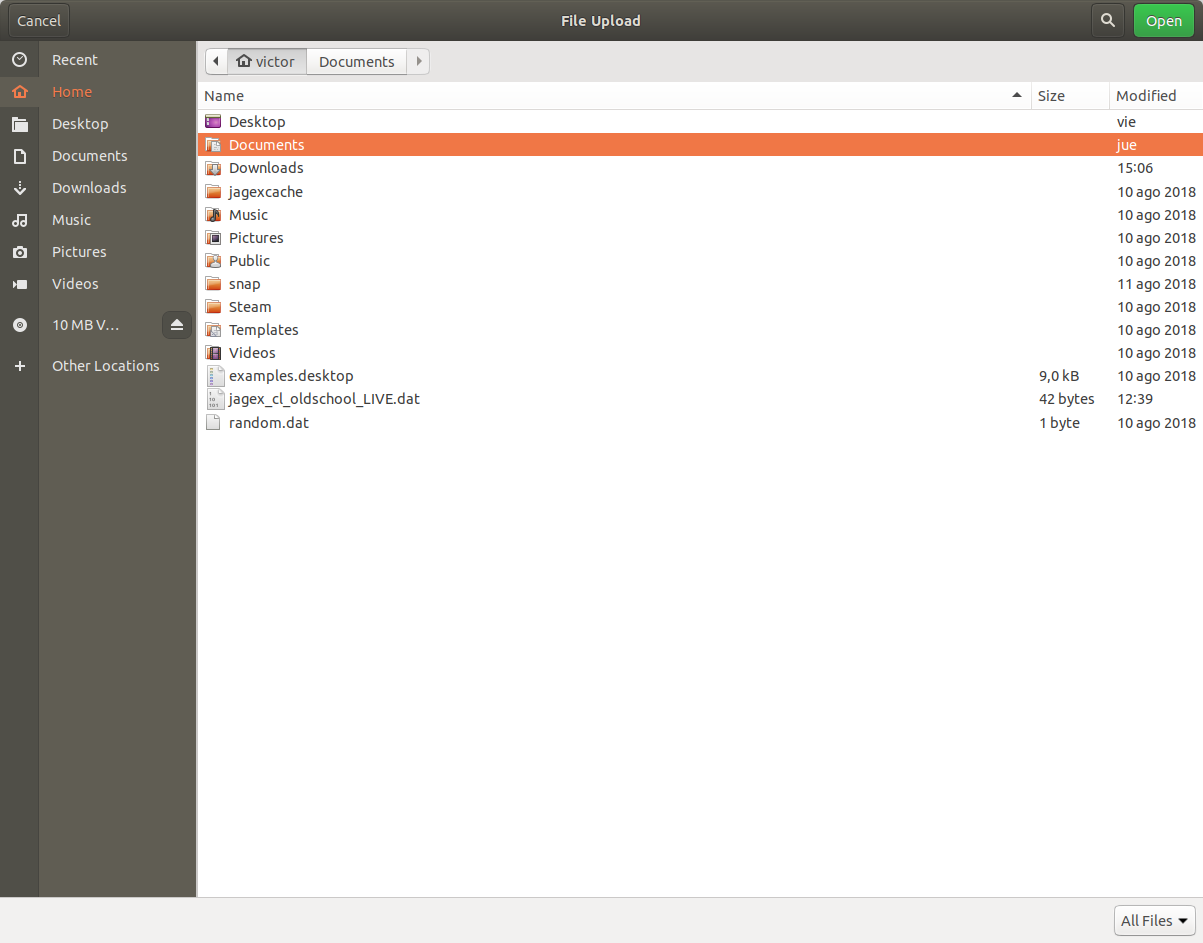 Cancel File Upload Open
Recent
Home
Desktop
Documents
Downloads
Music
Pictures
Videos
10 MB V...
Other Locations
victor Documents
Name Size Modified
Desktop vie
Documents jue
Downloads 15:06
jagexcache 10 ago 2018
Music 10 ago 2018
Pictures 10 ago 2018
Public 10 ago 2018
snap 11 ago 2018
Steam 10 ago 2018
Templates 10 ago 2018
Videos 10 ago 2018
examples.desktop 9,0 kB 10 ago 2018
jagex_cl_oldschool_LIVE.dat 42 bytes 12:39
random.dat 1 byte 10 ago 2018
All Files